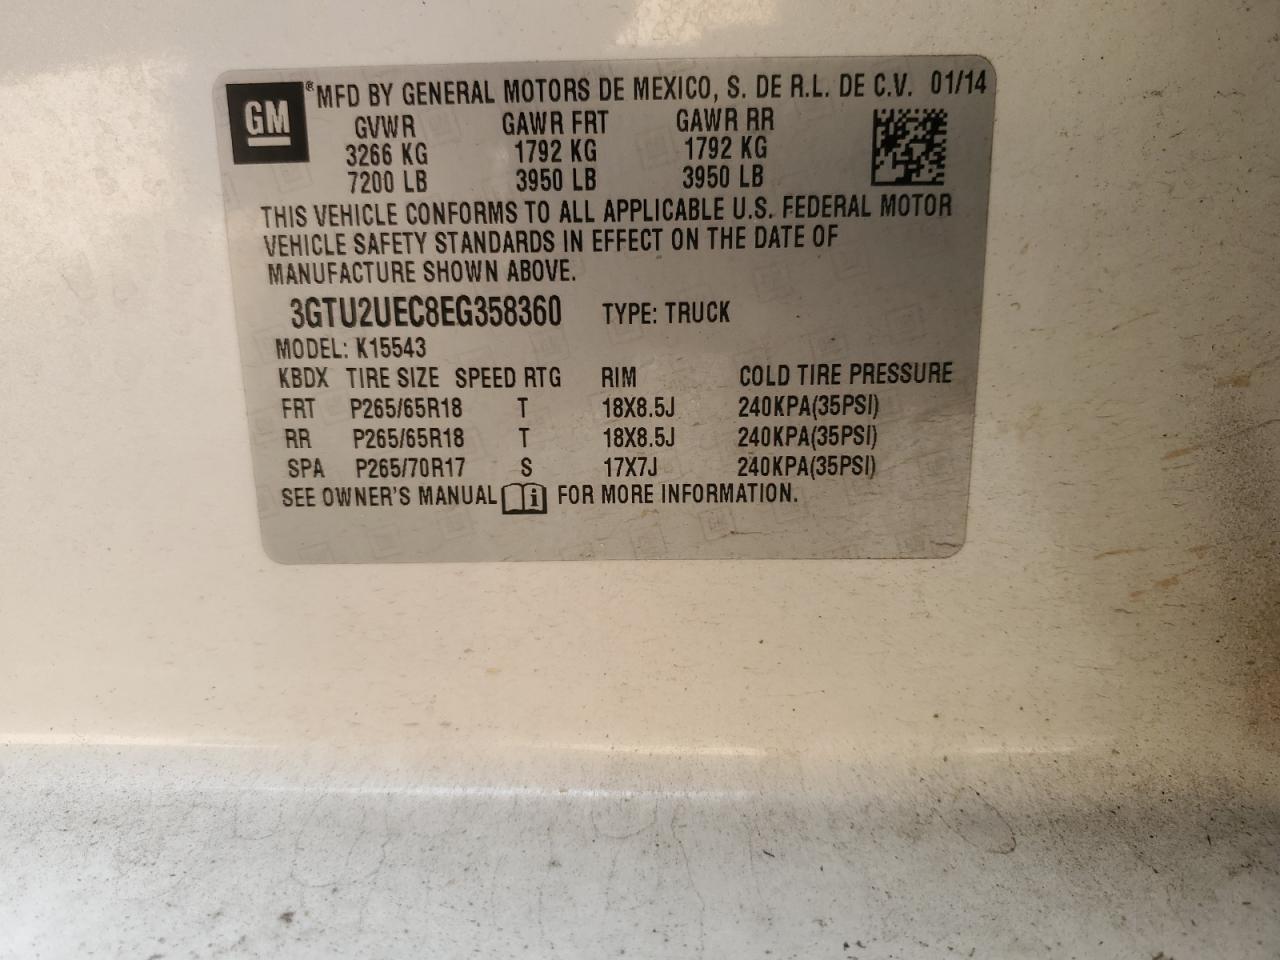 GM ®MFD BY GENERAL MOTORS DE MEXICO, S. DE R.L. DE C.V. 01/14
GVWR GAWR FRT GAWR RR
3266 KG 1792 KG 1792 KG
7200 LB 3950 LB 3950 LB
THIS VEHICLE CONFORMS TO ALL APPLICABLE U.S. FEDERAL MOTOR
VEHICLE SAFETY STANDARDS IN EFFECT ON THE DATE OF
MANUFACTURE SHOWN ABOVE.
3GTU2UEC8EG358360 TYPE: TRUCK
MODEL: K15543
KBDX TIRE SIZE SPEED RTG RIM COLD TIRE PRESSURE
FRT P265/65R18 T 18X8.5J 240KPA(35PSI)
RR P265/65R18 T 18X8.5J 240KPA(35PSI)
SPA P265/70R17 S 17X7J 240KPA(35PSI)
SEE OWNER'S MANUAL i FOR MORE INFORMATION.